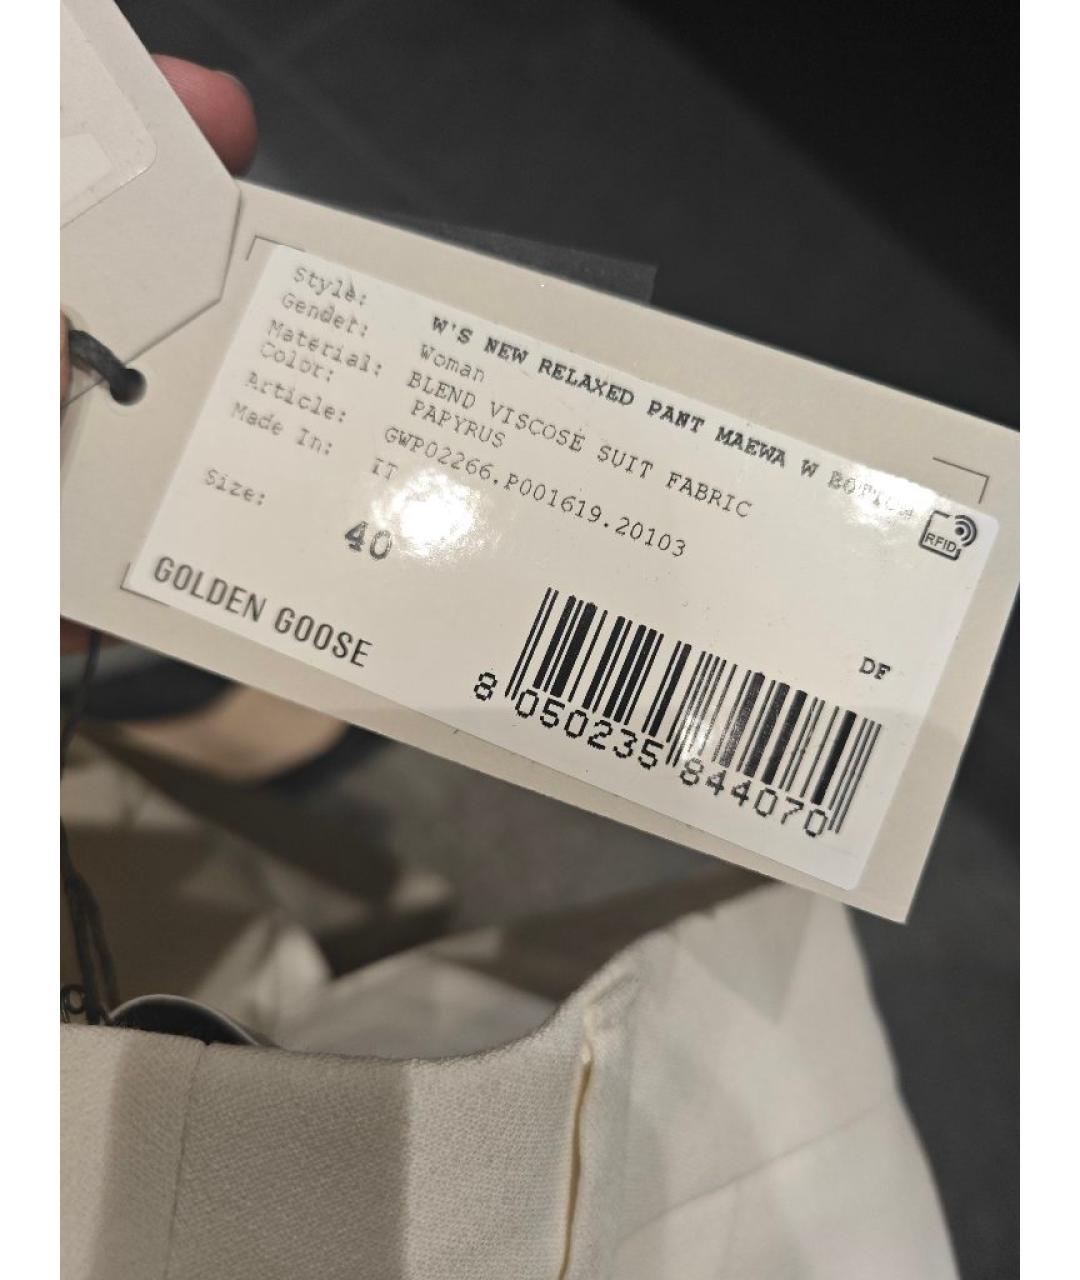 Style: W'S NEW RELAXED PANT MAEWA W BOTTOM
Gender: Woman
Material: BLEND VISCOSE SUIT FABRIC
Color: PAPYRUS
Article: GWP02266.P001619.20103
Made In: IT
Size: 40
RFID
GOLDEN GOOSE
DF
8 050235 844070